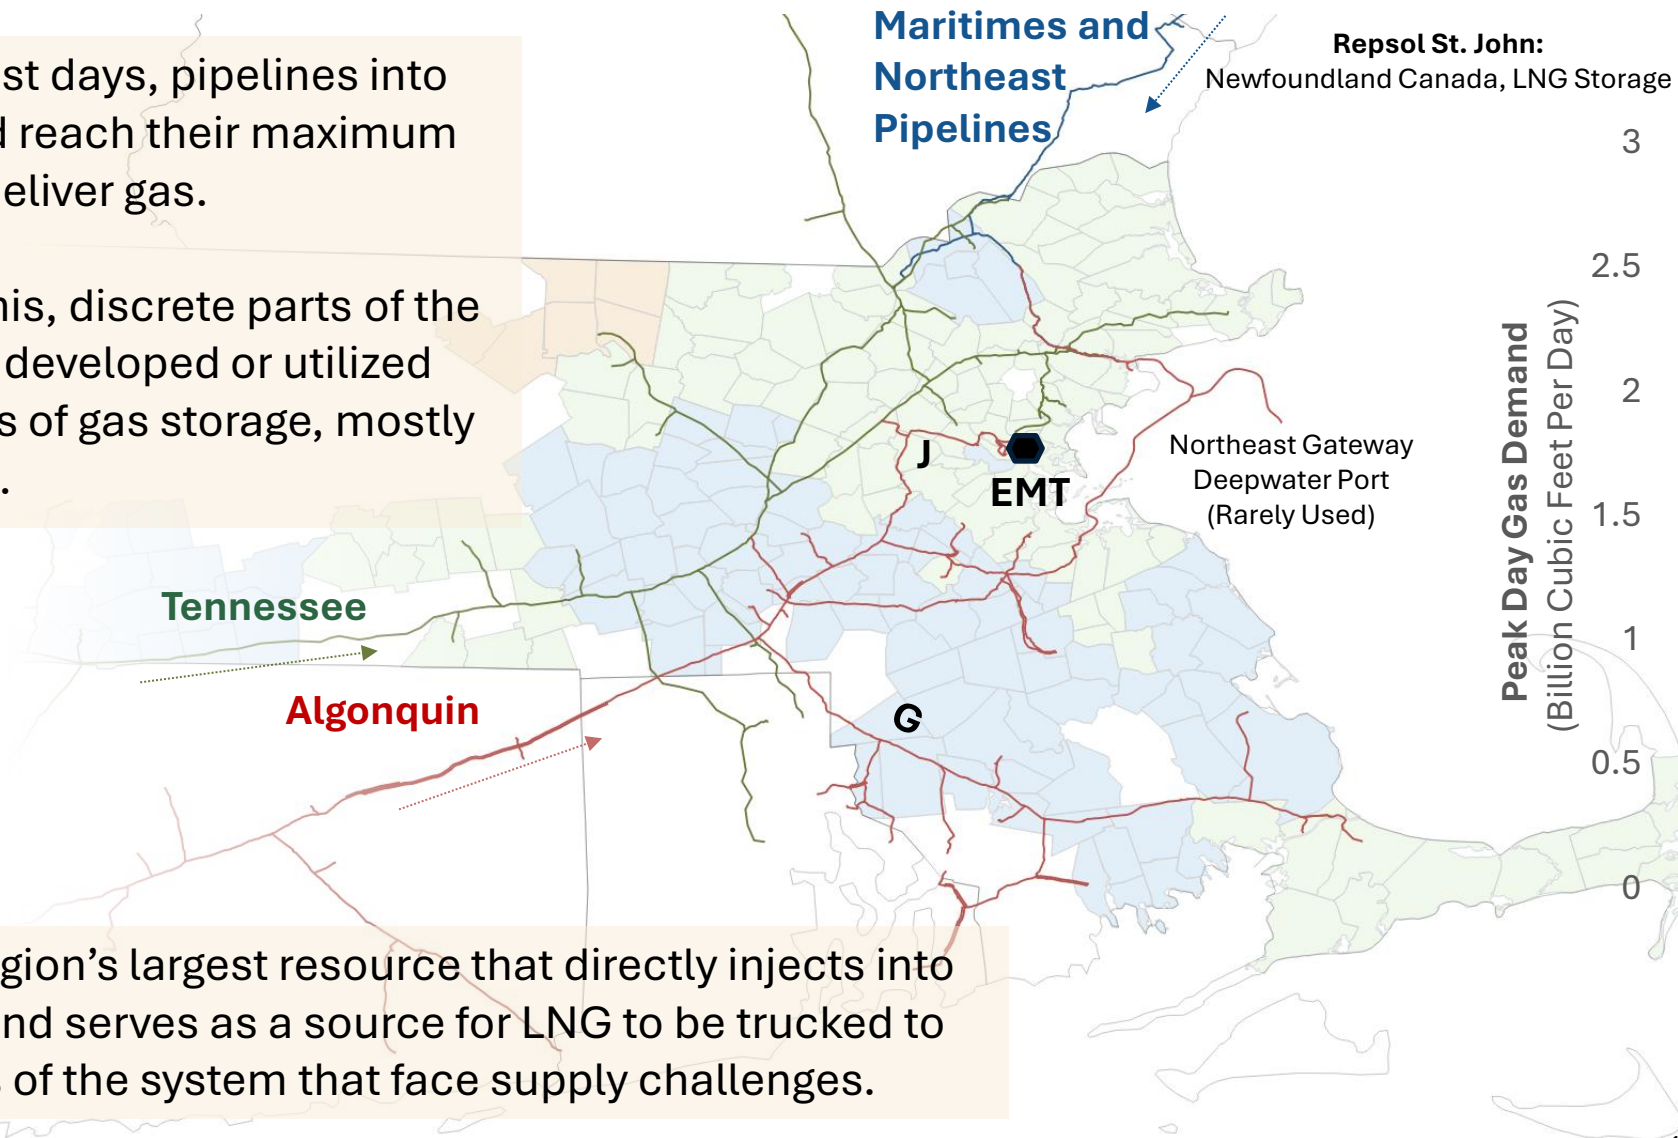 Maritimes and
Northeast
Pipelines
Repsol St. John:
Newfoundland Canada, LNG Storage
st days, pipelines into
reach their maximum
eliver gas.
his, discrete parts of the
developed or utilized
s of gas storage, mostly
.
3
2.5
2
1.5
1
0.5
0
Peak Day Gas Demand
(Billion Cubic Feet Per Day)
J
EMT
Northeast Gateway
Deepwater Port
(Rarely Used)
Tennessee
Algonquin
G
gion’s largest resource that directly injects into
nd serves as a source for LNG to be trucked to
s of the system that face supply challenges.